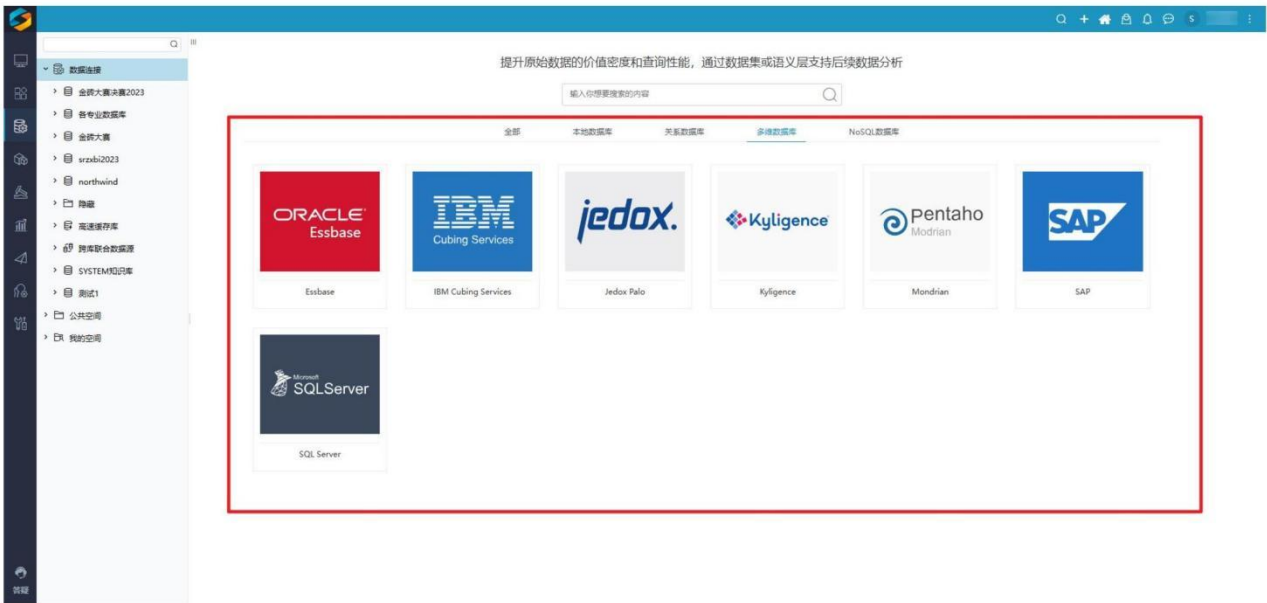 S
数据连接
金砖大赛决赛2023
各专业数据库
金砖大赛
srzxbi2023
northwind
隐藏
高速缓存库
跨库联合数据源
SYSTEM知识库
测试1
公共空间
我的空间
答疑
提升原始数据的价值密度和查询性能，通过数据集或语义层支持后续数据分析
输入你想要搜索的内容
全部 本地数据库 关系数据库 多维数据库 NoSQL数据库
ORACLE
Essbase
Essbase
IBM
Cubing Services
IBM Cubing Services
jedox.
Jedox Palo
Kyligence
Kyligence
Pentaho
Modrian
Mondrian
SAP
SAP
Microsoft
SQLServer
SQL Server